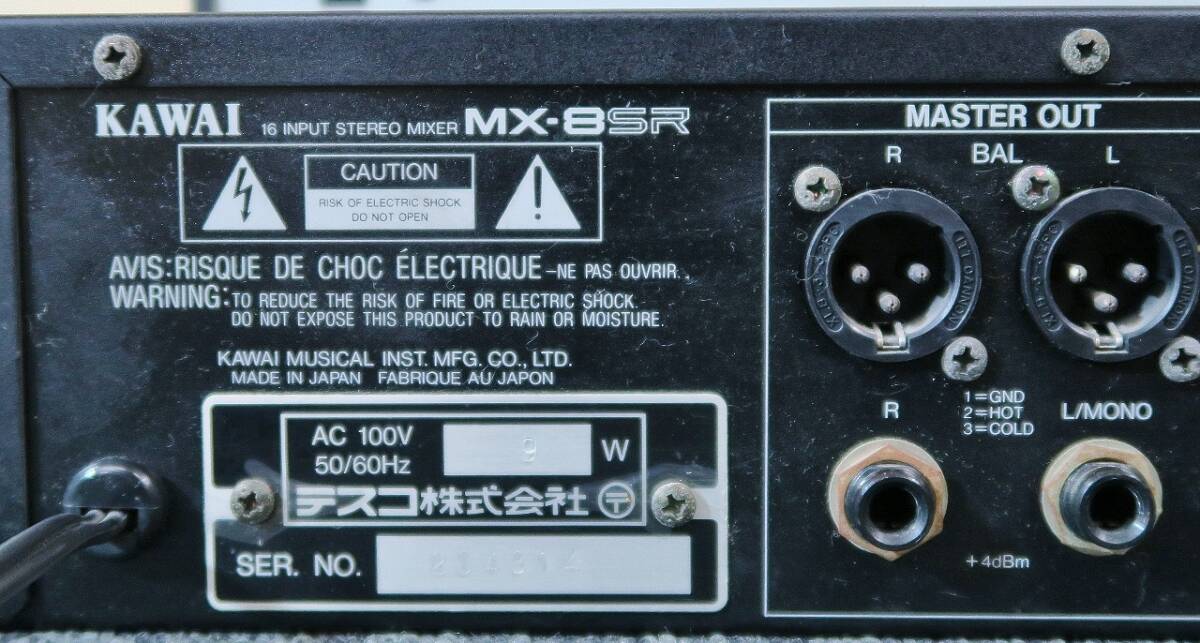 KAWAI 16 INPUT STEREO MIXER MX-8SR
CAUTION
RISK OF ELECTRIC SHOCK
DO NOT OPEN
AVIS: RISQUE DE CHOC ÉLECTRIQUE –NE PAS OUVRIR.
WARNING: TO REDUCE THE RISK OF FIRE OR ELECTRIC SHOCK.
DO NOT EXPOSE THIS PRODUCT TO RAIN OR MOISTURE.
KAWAI MUSICAL INST. MFG. CO., LTD.
MADE IN JAPAN FABRIQUE AU JAPON
AC 100V
50/60Hz
9 W
テスコ株式会社 〒
SER. NO.
MASTER OUT
R BAL L
R
1=GND
2=HOT
3=COLD
L/MONO
+4dBm